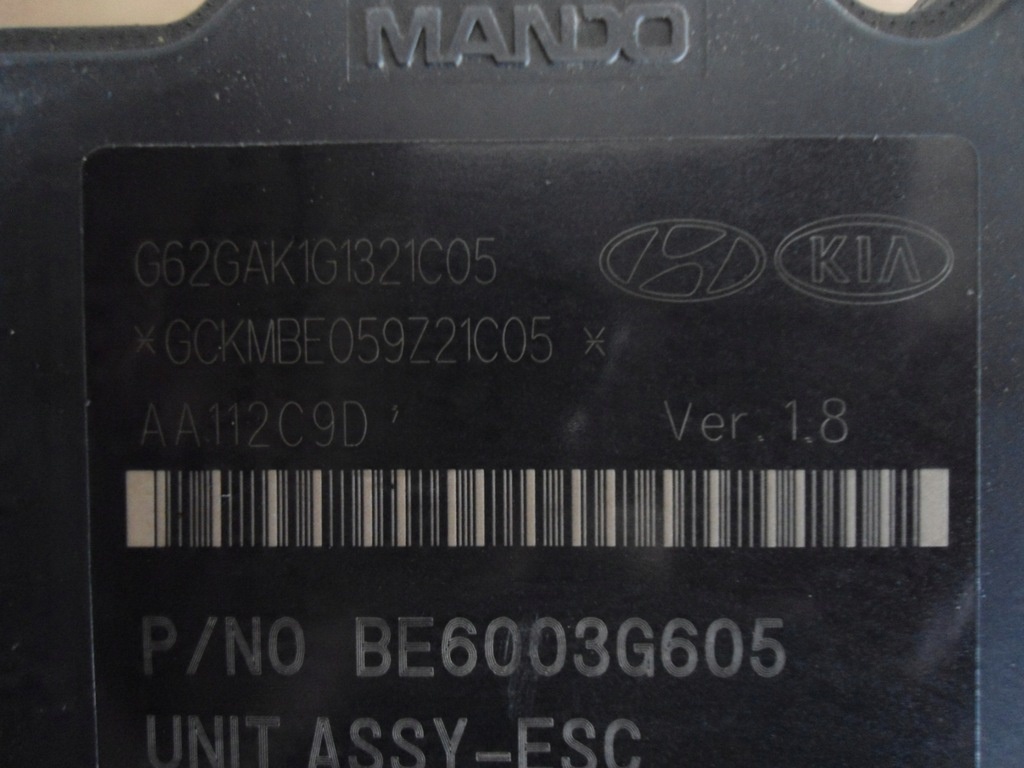 MANDO
G62GAK1G1321C05
KIA
*GCKMBE059Z21C05 *
AA112C9D Ver. 1.8
P/NO BE6003G605
UNIT ASSY-ESC